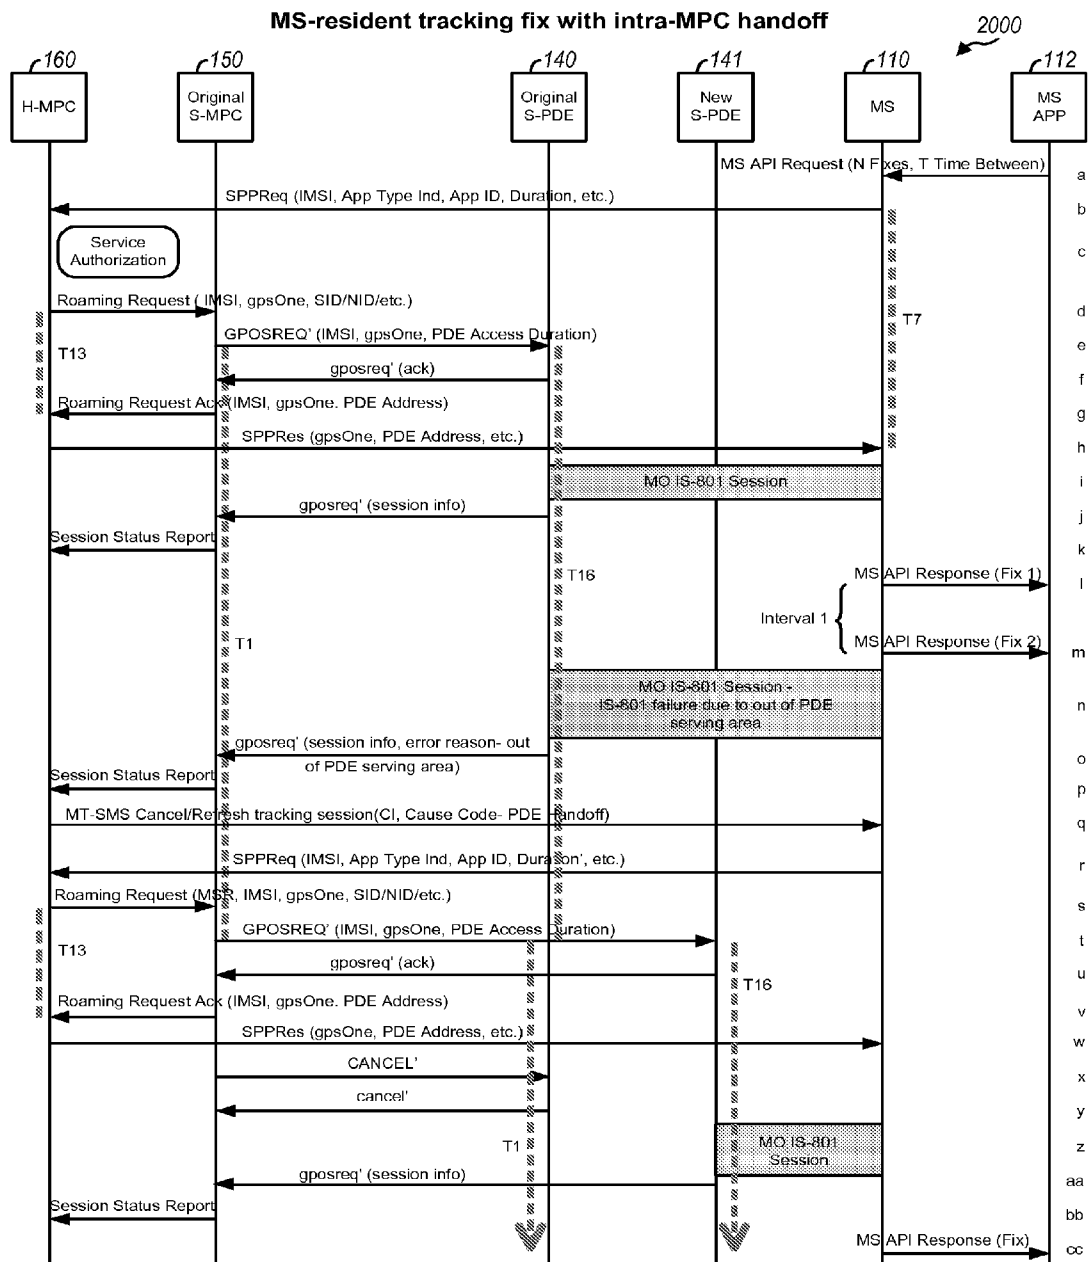 MS-resident tracking fix with intra-MPC handoff
2000
160
150
140
141
110
112
H-MPC
Original
S-MPC
Original
S-PDE
New
S-PDE
MS
MS
APP
MS API Request (N Fixes, T Time Between)
a
SPPReq (IMSI, App Type Ind, App ID, Duration, etc.)
b
Service
Authorization
c
Roaming Request ( IMSI, gpsOne, SID/NID/etc.)
d
T7
GPOSREQ' (IMSI, gpsOne, PDE Access Duration)
e
T13
gposreq' (ack)
f
Roaming Request Ack (IMSI, gpsOne. PDE Address)
g
SPPRes (gpsOne, PDE Address, etc.)
h
MO IS-801 Session
i
gposreq' (session info)
j
Session Status Report
k
T16
MS API Response (Fix 1)
l
Interval 1
T1
MS API Response (Fix 2)
m
MO IS-801 Session -
IS-801 failure due to out of PDE
serving area
n
gposreq' (session info, error reason- out
of PDE serving area)
o
Session Status Report
p
MT-SMS Cancel/Refresh tracking session(CI, Cause Code- PDE Handoff)
q
SPPReq (IMSI, App Type Ind, App ID, Duration', etc.)
r
Roaming Request (MSR, IMSI, gpsOne, SID/NID/etc.)
s
GPOSREQ' (IMSI, gpsOne, PDE Access Duration)
t
T13
gposreq' (ack)
u
T16
Roaming Request Ack (IMSI, gpsOne. PDE Address)
v
SPPRes (gpsOne, PDE Address, etc.)
w
CANCEL'
x
cancel'
y
T1
MO IS-801
Session
z
gposreq' (session info)
aa
Session Status Report
bb
MS API Response (Fix)
cc